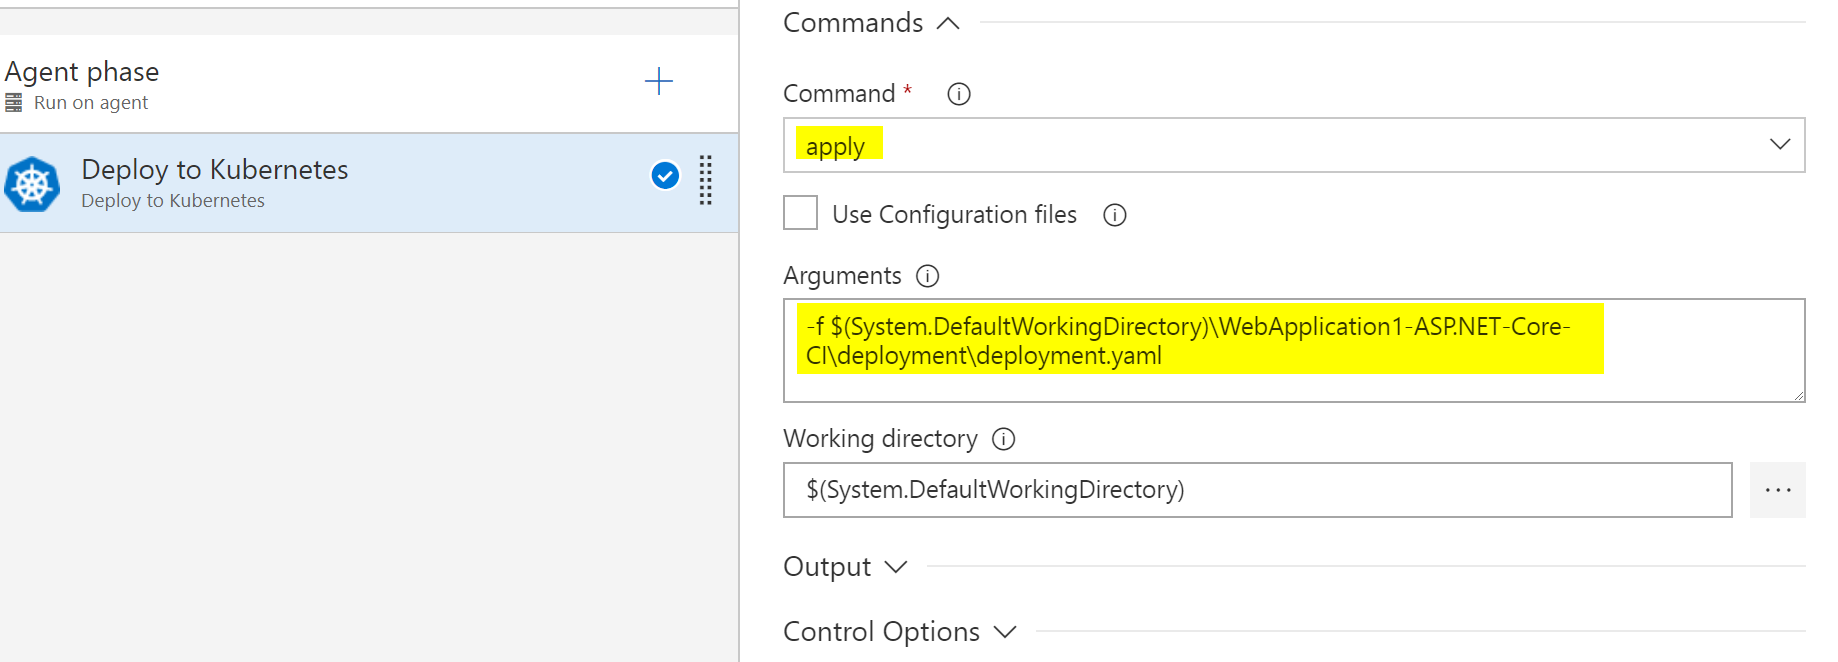 Agent phase
Run on agent
Deploy to Kubernetes
Deploy to Kubernetes
Commands
Command *
apply
Use Configuration files
Arguments
-f $(System.DefaultWorkingDirectory)\WebApplication1-ASP.NET-Core-
CI\deployment\deployment.yaml
Working directory
$(System.DefaultWorkingDirectory)
...
Output
Control Options